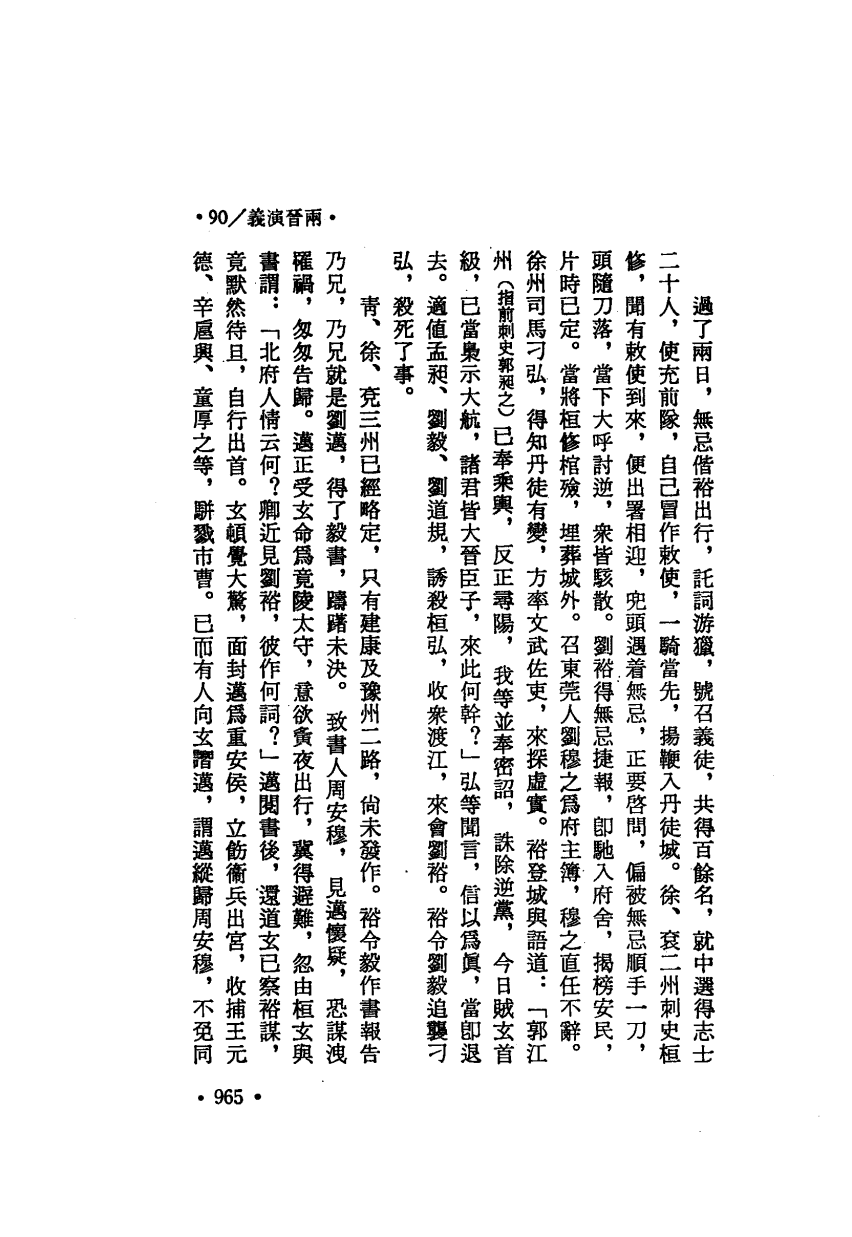 ·90／義演晉兩·
過了兩日，無忌偕裕出行，託詞游獵，號召義徒，共得百餘名，就中選得志士
二十人，使充前隊，自己冒作敕使，一騎當先，揚鞭入丹徒城。徐、兗二州刺史桓
修，聞有敕使到來，便出署相迎，兜頭遇着無忌，正要啓問，偏被無忌順手一刀，
頭隨刀落，當下大呼討逆，衆皆駭散。劉裕得無忌捷報，卽馳入府舍，揭榜安民，
片時已定。當將桓修棺殮，埋葬城外。召東莞人劉穆之爲府主簿，穆之直任不辭。
徐州司馬刁弘，得知丹徒有變，方率文武佐吏，來探虛實。裕登城與語道：「郭江
州（指前刺史郭昶之）已奉乘輿，反正尋陽，我等並奉密詔，誅除逆黨，今日賊玄首
級，已當梟示大航，諸君皆大晉臣子，來此何幹？」弘等聞言，信以爲眞，當卽退
去。適値孟昶、劉毅、劉道規，誘殺桓弘，收衆渡江，來會劉裕。裕令劉毅追襲刁
弘，殺死了事。
靑、徐、兗三州已經略定，只有建康及豫州二路，尙未發作。裕令毅作書報告
乃兄，乃兄就是劉邁，得了毅書，躊躇未決。致書人周安穆，見邁懷疑，恐謀洩
罹禍，匆匆告歸。邁正受玄命爲竟陵太守，意欲夤夜出行，冀得避難，忽由桓玄與
書謂：「北府人情云何？卿近見劉裕，彼作何詞？」邁閱書後，還道玄已察裕謀，
竟默然待旦，自行出首。玄頓覺大驚，面封邁爲重安侯，立飭衞兵出宮，收捕王元
德、辛扈興、童厚之等，駢戮市曹。已而有人向玄譖邁，謂邁縱歸周安穆，不免同
·965·